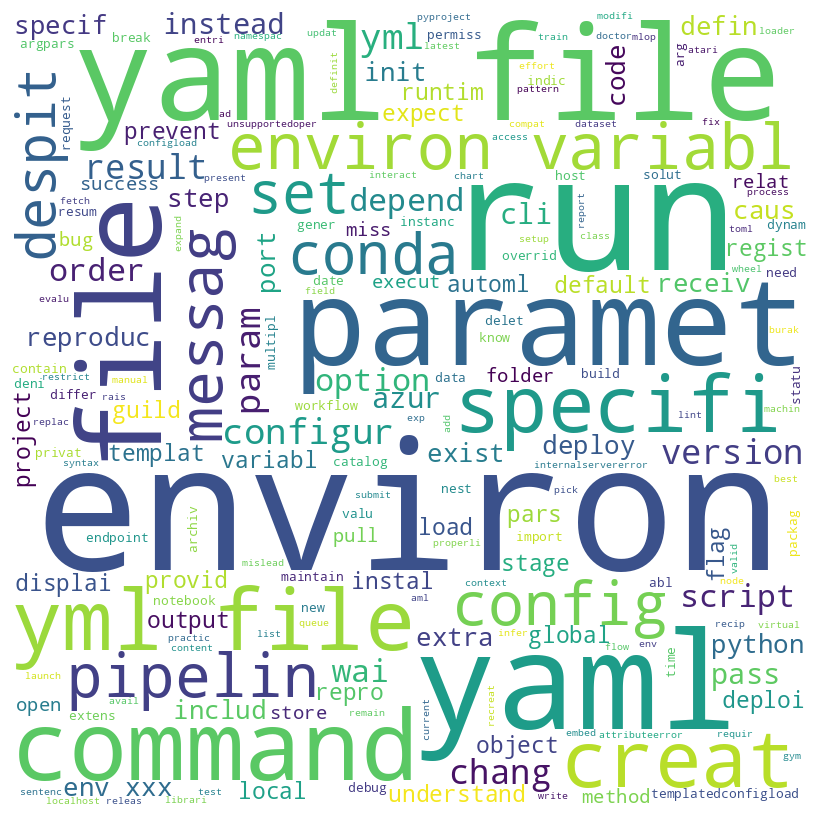 specif
instead
yml
modifi
pyproject
defin
loader
argpars
break
entri
namespac
updat
train
latest
permiss
doctor
mlop
arg
atari
yaml file
definit
init
effort
indic
pattern
code
runtim
expect
despit
request
prevent
unsupportedoper
environ variabl
compat
dataset
fix
result
configload
access
success
present
interact
chart
host
solut
relat
process
fetch
resum
step
set
depend
cli
run
report
caus
toml
dynam
bug
file
messag
gener
miss
instanc
setup
class
overrid
regist
order
expand
port
conda
date
execut
automl
default
receiv
wheel
need
evalu
field
reproduc
param
multipl
paramet
delet
know
burak
contain
restrict
manual
option
data
folder
build
statu
deni
differ
rais
guild
workflow
azur
exp
specifi
machin
project
replac
configur
add
lint
privat
templat
variabl
catalog
exist
deploy
version
syntax
environ
nest
internalservererror
best
submit
pick
endpoint
archiv
valu
pull
load
pars
import
flag
valid
packag
mislead
properli
stage
displai
provid
maintain
instal
context
abl
node
virtual
notebook
new
aml
config
script
yml file
output
queue
extra
infer
global
env
recip
practic
content
list
flow
time
python
pipelin
wai
yaml
pass
launch
avail
repro
recreat
deploi
open
extens
includ
store
remain
current
embed
attributeerror
requir
command
object
creat
gym
sentenc
env xxx
test
local
debug
chang
understand
method
templatedconfigload
localhost
releas
librari
write